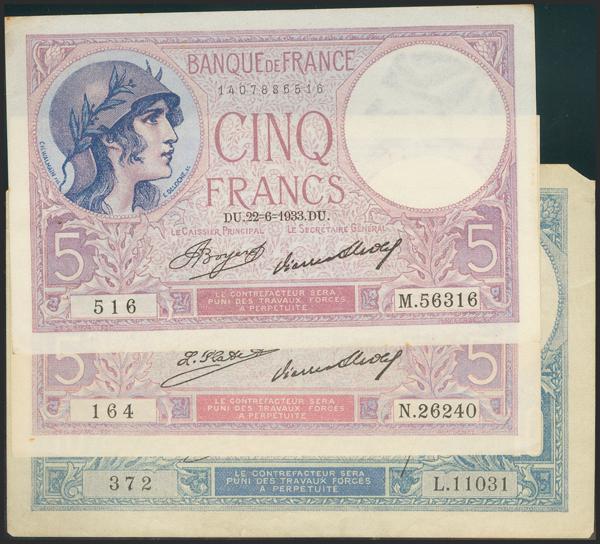 BANQUE DE FRANCE
1407886516
CINQ
FRANCS
DU.22=6=1933.DU.
LE CAISSIER PRINCIPAL LE SECRÉTAIRE GÉNÉRAL
5 5
516 LE CONTREFACTEUR SERA M.56316
PUNI DES TRAVAUX FORCÉS
A PERPÉTUITÉ
5 5
164 LE CONTREFACTEUR SERA N.26240
PUNI DES TRAVAUX FORCÉS
A PERPÉTUITÉ
372 LE CONTREFACTEUR SERA L.11031
PUNI DES TRAVAUX FORCÉS
A PERPÉTUITÉ